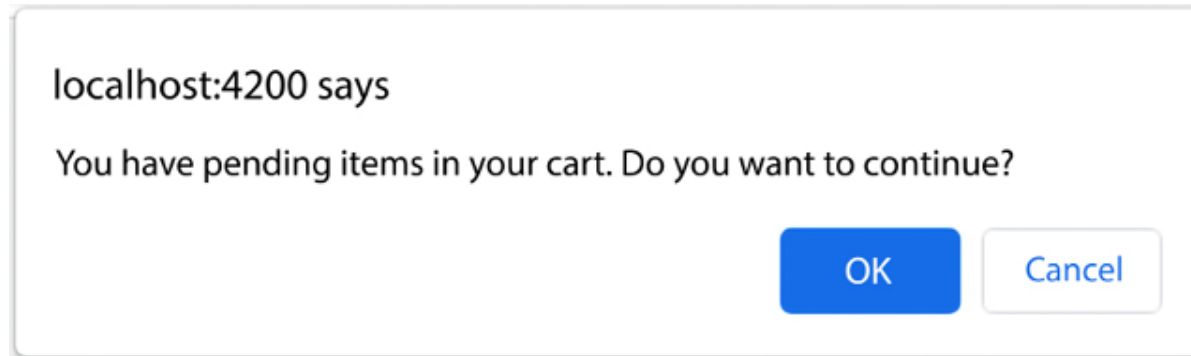 localhost:4200 says
You have pending items in your cart. Do you want to continue?
OK Cancel